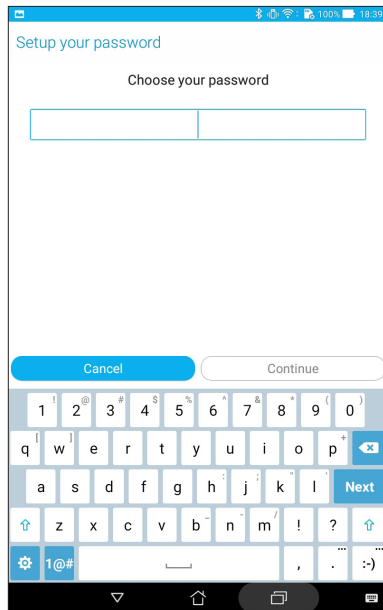 100% 18:39
Setup your password
Choose your password
Cancel Continue
! @ # $ % ^ & * ( )
1 2 3 4 5 6 7 8 9 0
[ ] +
q w e r t y u i o p
: ; " '
a s d f g h j k l Next
_ - /
z x c v b n m ! ?
1@# , . ... :-) ...